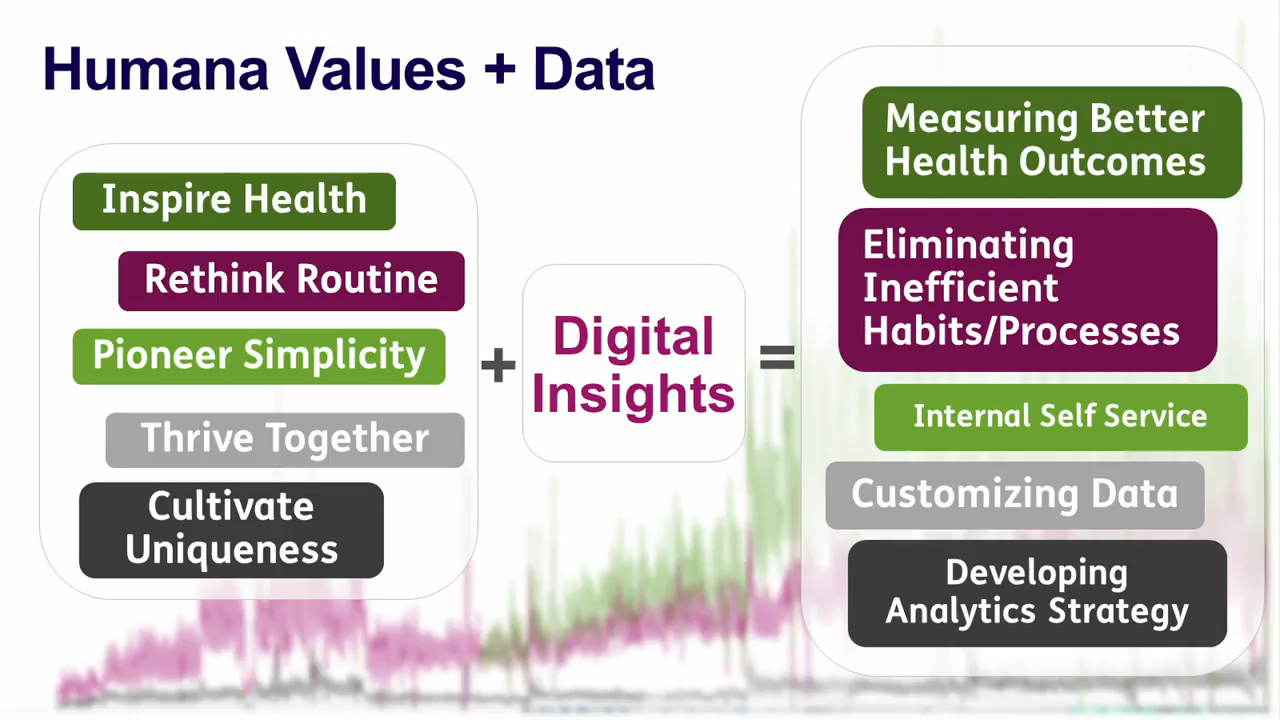 Humana Values + Data
Inspire Health
Rethink Routine
Pioneer Simplicity
Thrive Together
Cultivate
Uniqueness
+
Digital
Insights
=
Measuring Better
Health Outcomes
Eliminating
Inefficient
Habits/Processes
Internal Self Service
Customizing Data
Developing
Analytics Strategy